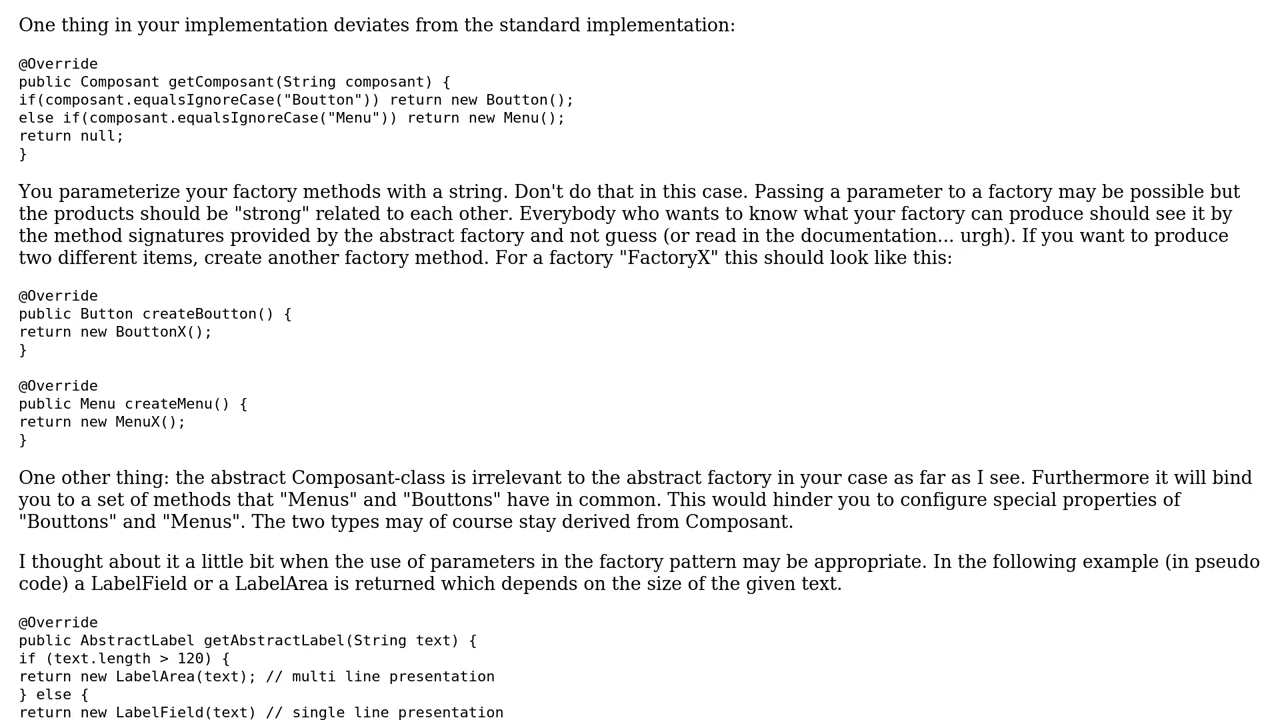 One thing in your implementation deviates from the standard implementation:
@Override
public Composant getComposant(String composant) {
if(composant.equalsIgnoreCase("Boutton")) return new Boutton();
else if(composant.equalsIgnoreCase("Menu")) return new Menu();
return null;
}
You parameterize your factory methods with a string. Don't do that in this case. Passing a parameter to a factory may be possible but
the products should be "strong" related to each other. Everybody who wants to know what your factory can produce should see it by
the method signatures provided by the abstract factory and not guess (or read in the documentation... urgh). If you want to produce
two different items, create another factory method. For a factory "FactoryX" this should look like this:
@Override
public Button createBoutton() {
return new BouttonX();
}
@Override
public Menu createMenu() {
return new MenuX();
}
One other thing: the abstract Composant-class is irrelevant to the abstract factory in your case as far as I see. Furthermore it will bind
you to a set of methods that "Menus" and "Bouttons" have in common. This would hinder you to configure special properties of
"Bouttons" and "Menus". The two types may of course stay derived from Composant.
I thought about it a little bit when the use of parameters in the factory pattern may be appropriate. In the following example (in pseudo
code) a LabelField or a LabelArea is returned which depends on the size of the given text.
@Override
public AbstractLabel getAbstractLabel(String text) {
if (text.length > 120) {
return new LabelArea(text); // multi line presentation
} else {
return new LabelField(text) // single line presentation